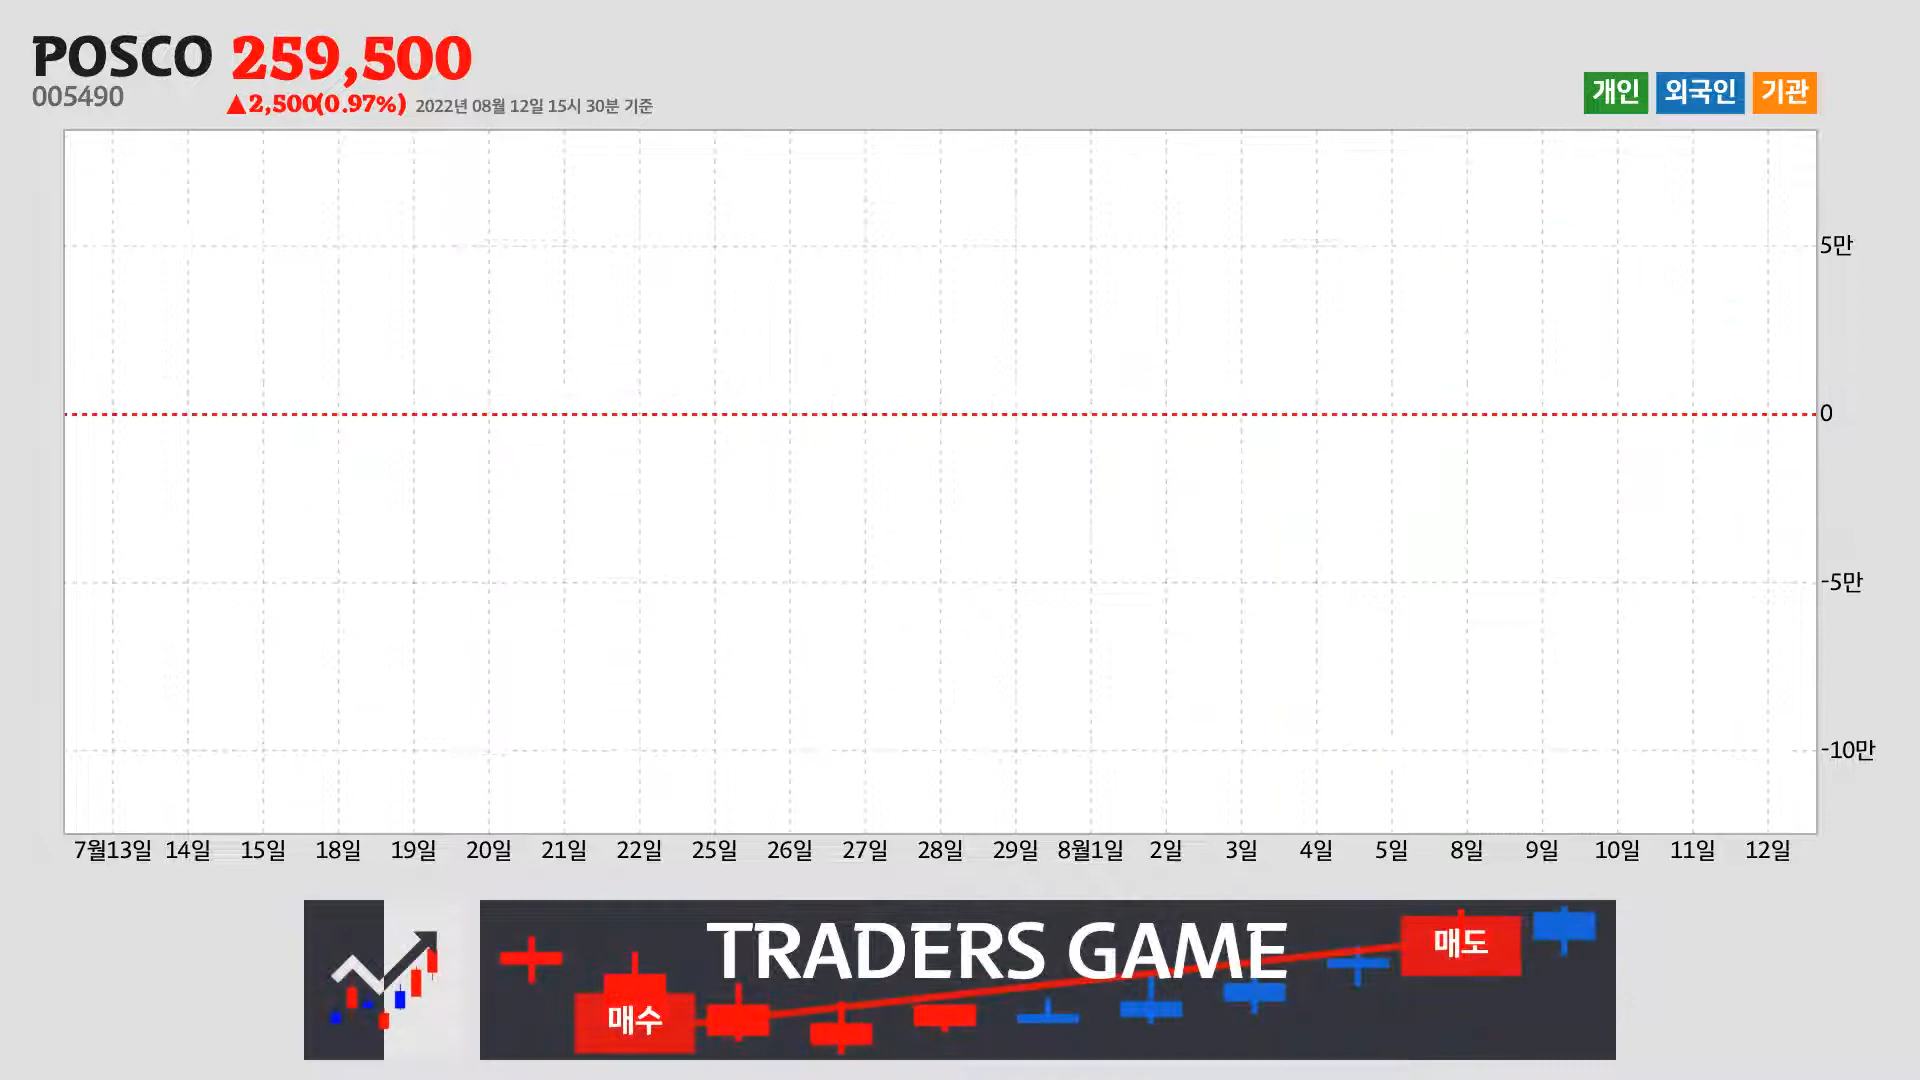 POSCO 259,500
005490
▲2,500(0.97%) 2022년 08월 12일 15시 30분 기준
개인 외국인 기관
5만
0
-5만
-10만
7월13일 14일 15일 18일 19일 20일 21일 22일 25일 26일 27일 28일 29일 8월1일 2일 3일 4일 5일 8일 9일 10일 11일 12일
TRADERS GAME
매도
매수